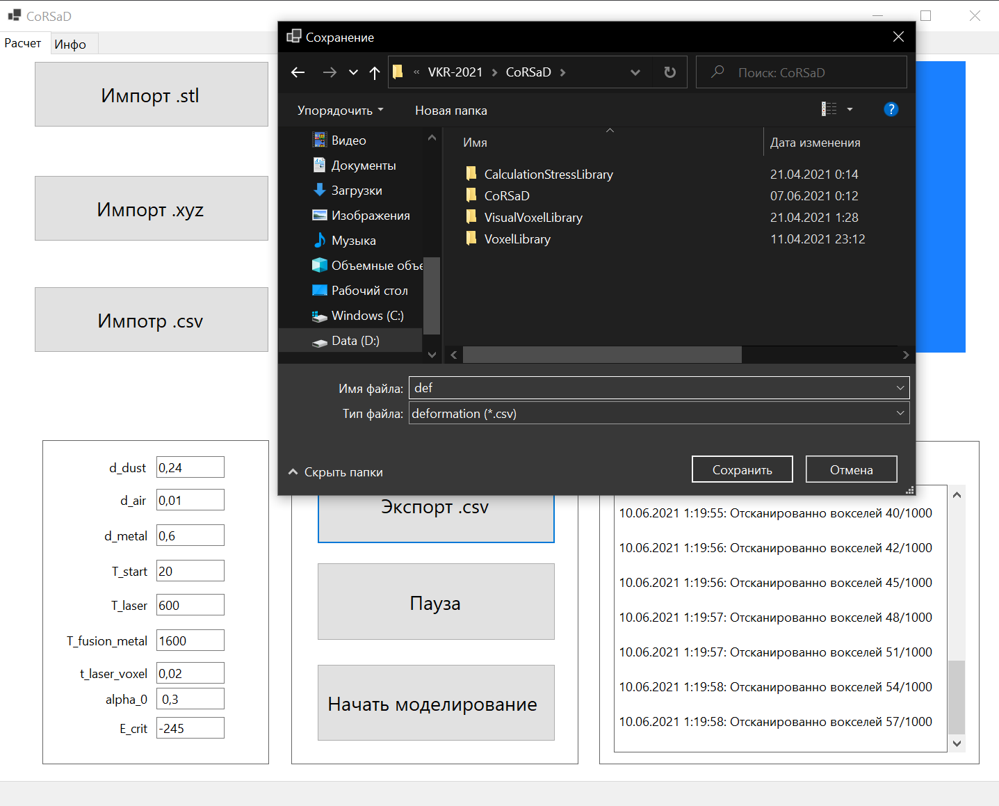 CoRSaD
Расчет
Инфо
Импорт .stl
Импорт .xyz
Импотр .csv
Сохранение
« VKR-2021 > CoRSaD >
Поиск: CoRSaD
Упорядочить
Новая папка
?
Видео
Документы
Загрузки
Изображения
Музыка
Объемные объе
Рабочий стол
Windows (C:)
Data (D:)
Имя
Дата изменения
CalculationStressLibrary 21.04.2021 0:14
CoRSaD 07.06.2021 0:12
VisualVoxelLibrary 21.04.2021 1:28
VoxelLibrary 11.04.2021 23:12
Имя файла: def
Тип файла: deformation (*.csv)
Скрыть папки
Сохранить
Отмена
d_dust 0,24
d_air 0,01
d_metal 0,6
T_start 20
T_laser 600
T_fusion_metal 1600
t_laser_voxel 0,02
alpha_0 0,3
E_crit -245
Экспорт .csv
Пауза
Начать моделирование
10.06.2021 1:19:55: Отсканированно вокселей 40/1000
10.06.2021 1:19:56: Отсканированно вокселей 42/1000
10.06.2021 1:19:56: Отсканированно вокселей 45/1000
10.06.2021 1:19:57: Отсканированно вокселей 48/1000
10.06.2021 1:19:57: Отсканированно вокселей 51/1000
10.06.2021 1:19:58: Отсканированно вокселей 54/1000
10.06.2021 1:19:58: Отсканированно вокселей 57/1000